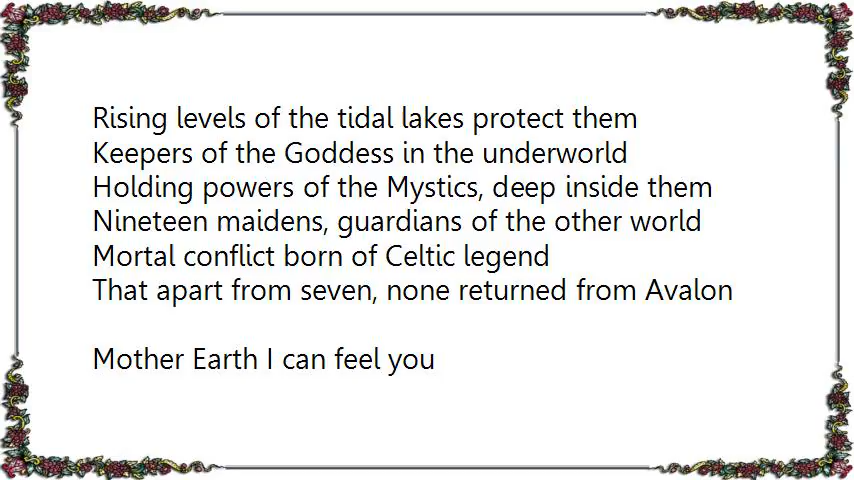 Rising levels of the tidal lakes protect them
Keepers of the Goddess in the underworld
Holding powers of the Mystics, deep inside them
Nineteen maidens, guardians of the other world
Mortal conflict born of Celtic legend
That apart from seven, none returned from Avalon
Mother Earth I can feel you